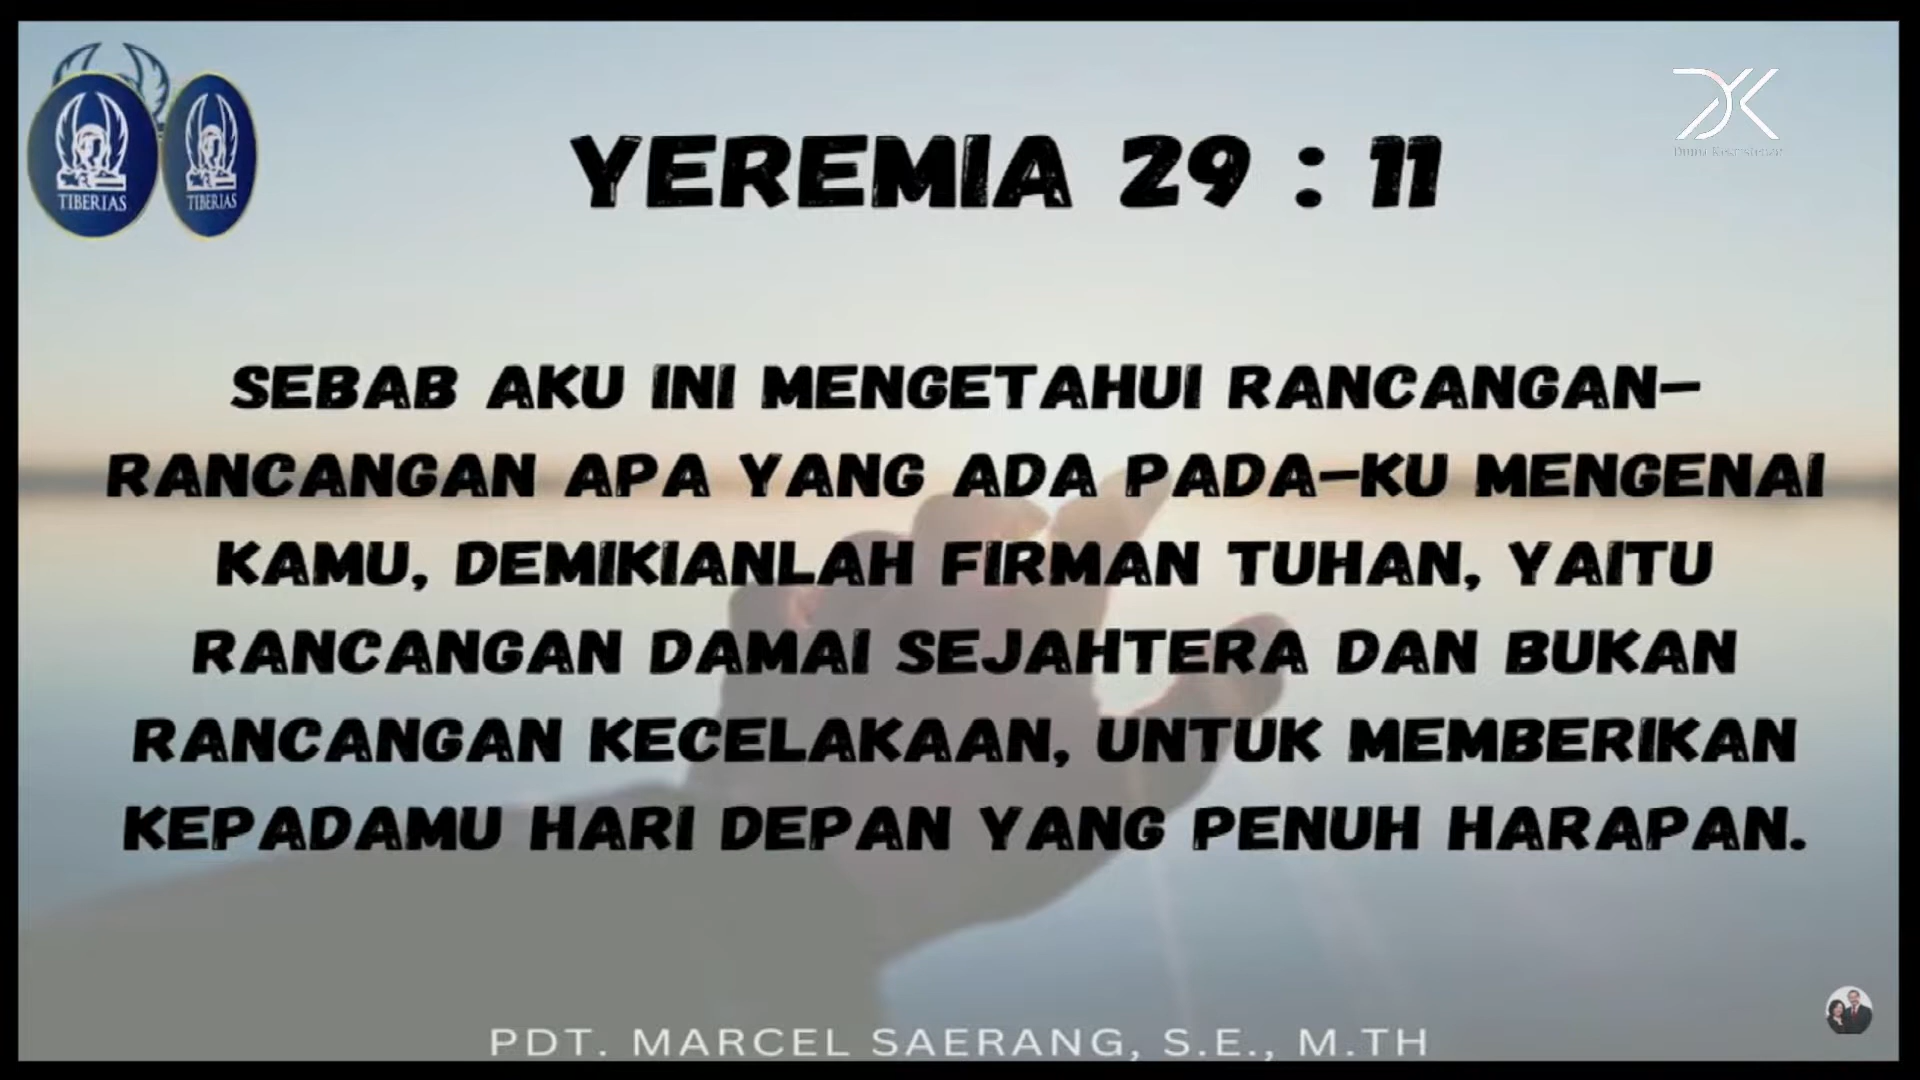 TIBERIAS
TIBERIAS
YEREMIA 29 : 11
SEBAB AKU INI MENGETAHUI RANCANGAN-
RANCANGAN APA YANG ADA PADA-KU MENGENAI
KAMU, DEMIKIANLAH FIRMAN TUHAN, YAITU
RANCANGAN DAMAI SEJAHTERA DAN BUKAN
RANCANGAN KECELAKAAN, UNTUK MEMBERIKAN
KEPADAMU HARI DEPAN YANG PENUH HARAPAN.
PDT. MARCEL SAERANG, S.E., M.TH